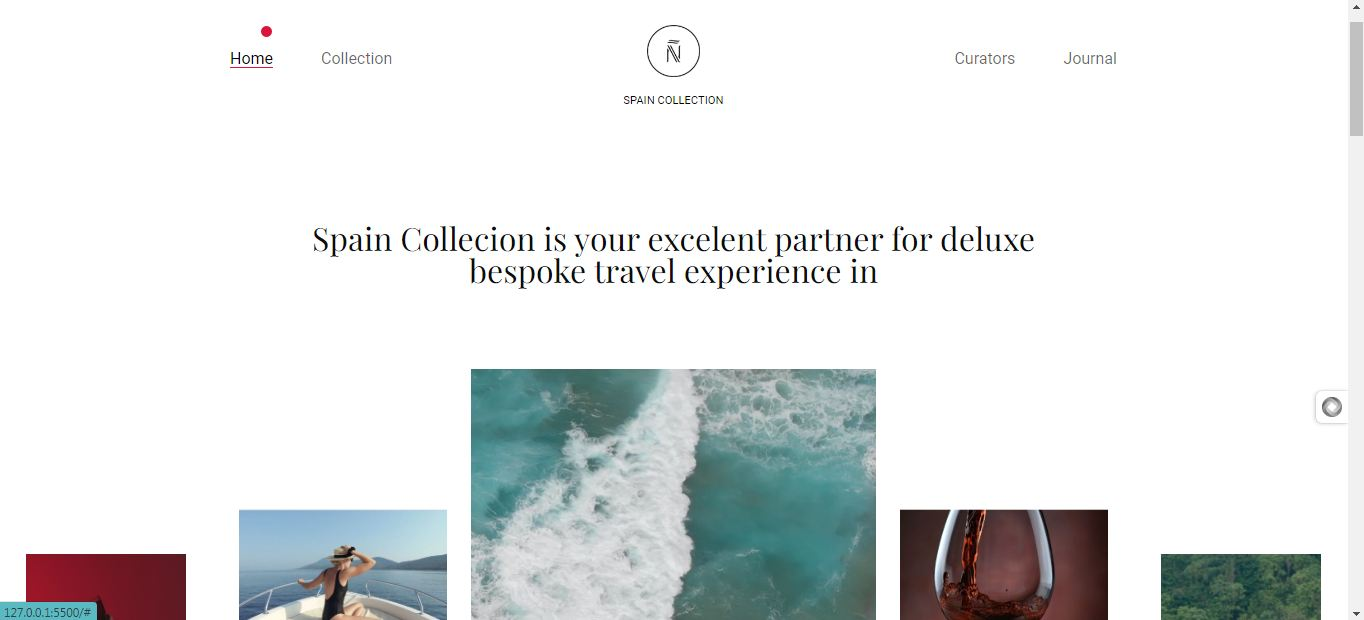 Home
Collection
Ñ
SPAIN COLLECTION
Curators
Journal
Spain Collecion is your excelent partner for deluxe
bespoke travel experience in
127.0.0.1:5500/#